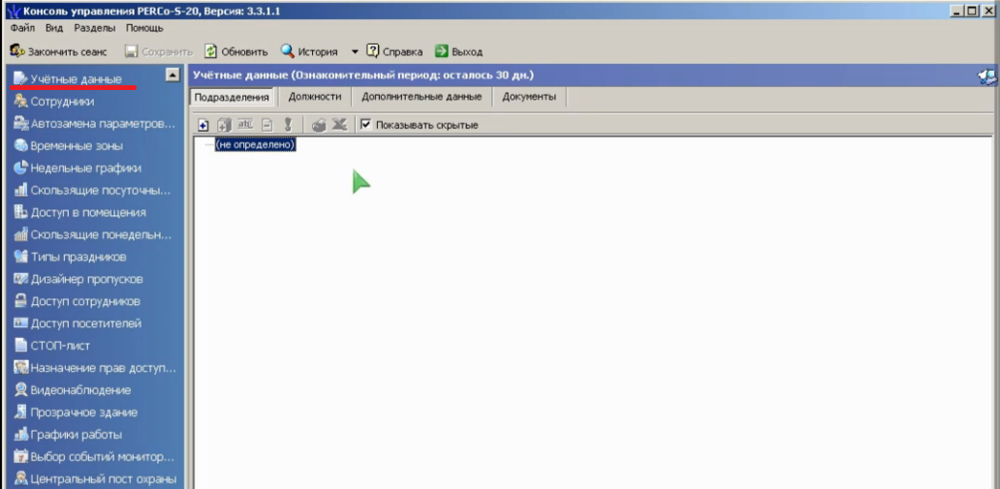 Консоль управления PERCo-S-20, Версия: 3.3.1.1
Файл Вид Разделы Помощь
Закончить сеанс Сохранить Обновить История Справка Выход
Учётные данные
Сотрудники
Автозамена параметров...
Временные зоны
Недельные графики
Скользящие посуточны...
Доступ в помещения
Скользящие понедельн...
Типы праздников
Дизайнер пропусков
Доступ сотрудников
Доступ посетителей
СТОП-лист
Назначение прав доступ...
Видеонаблюдение
Прозрачное здание
Графики работы
Выбор событий монитор...
Центральный пост охраны
Учётные данные (Ознакомительный период: осталось 30 дн.)
Подразделения Должности Дополнительные данные Документы
Показывать скрытые
(не определено)